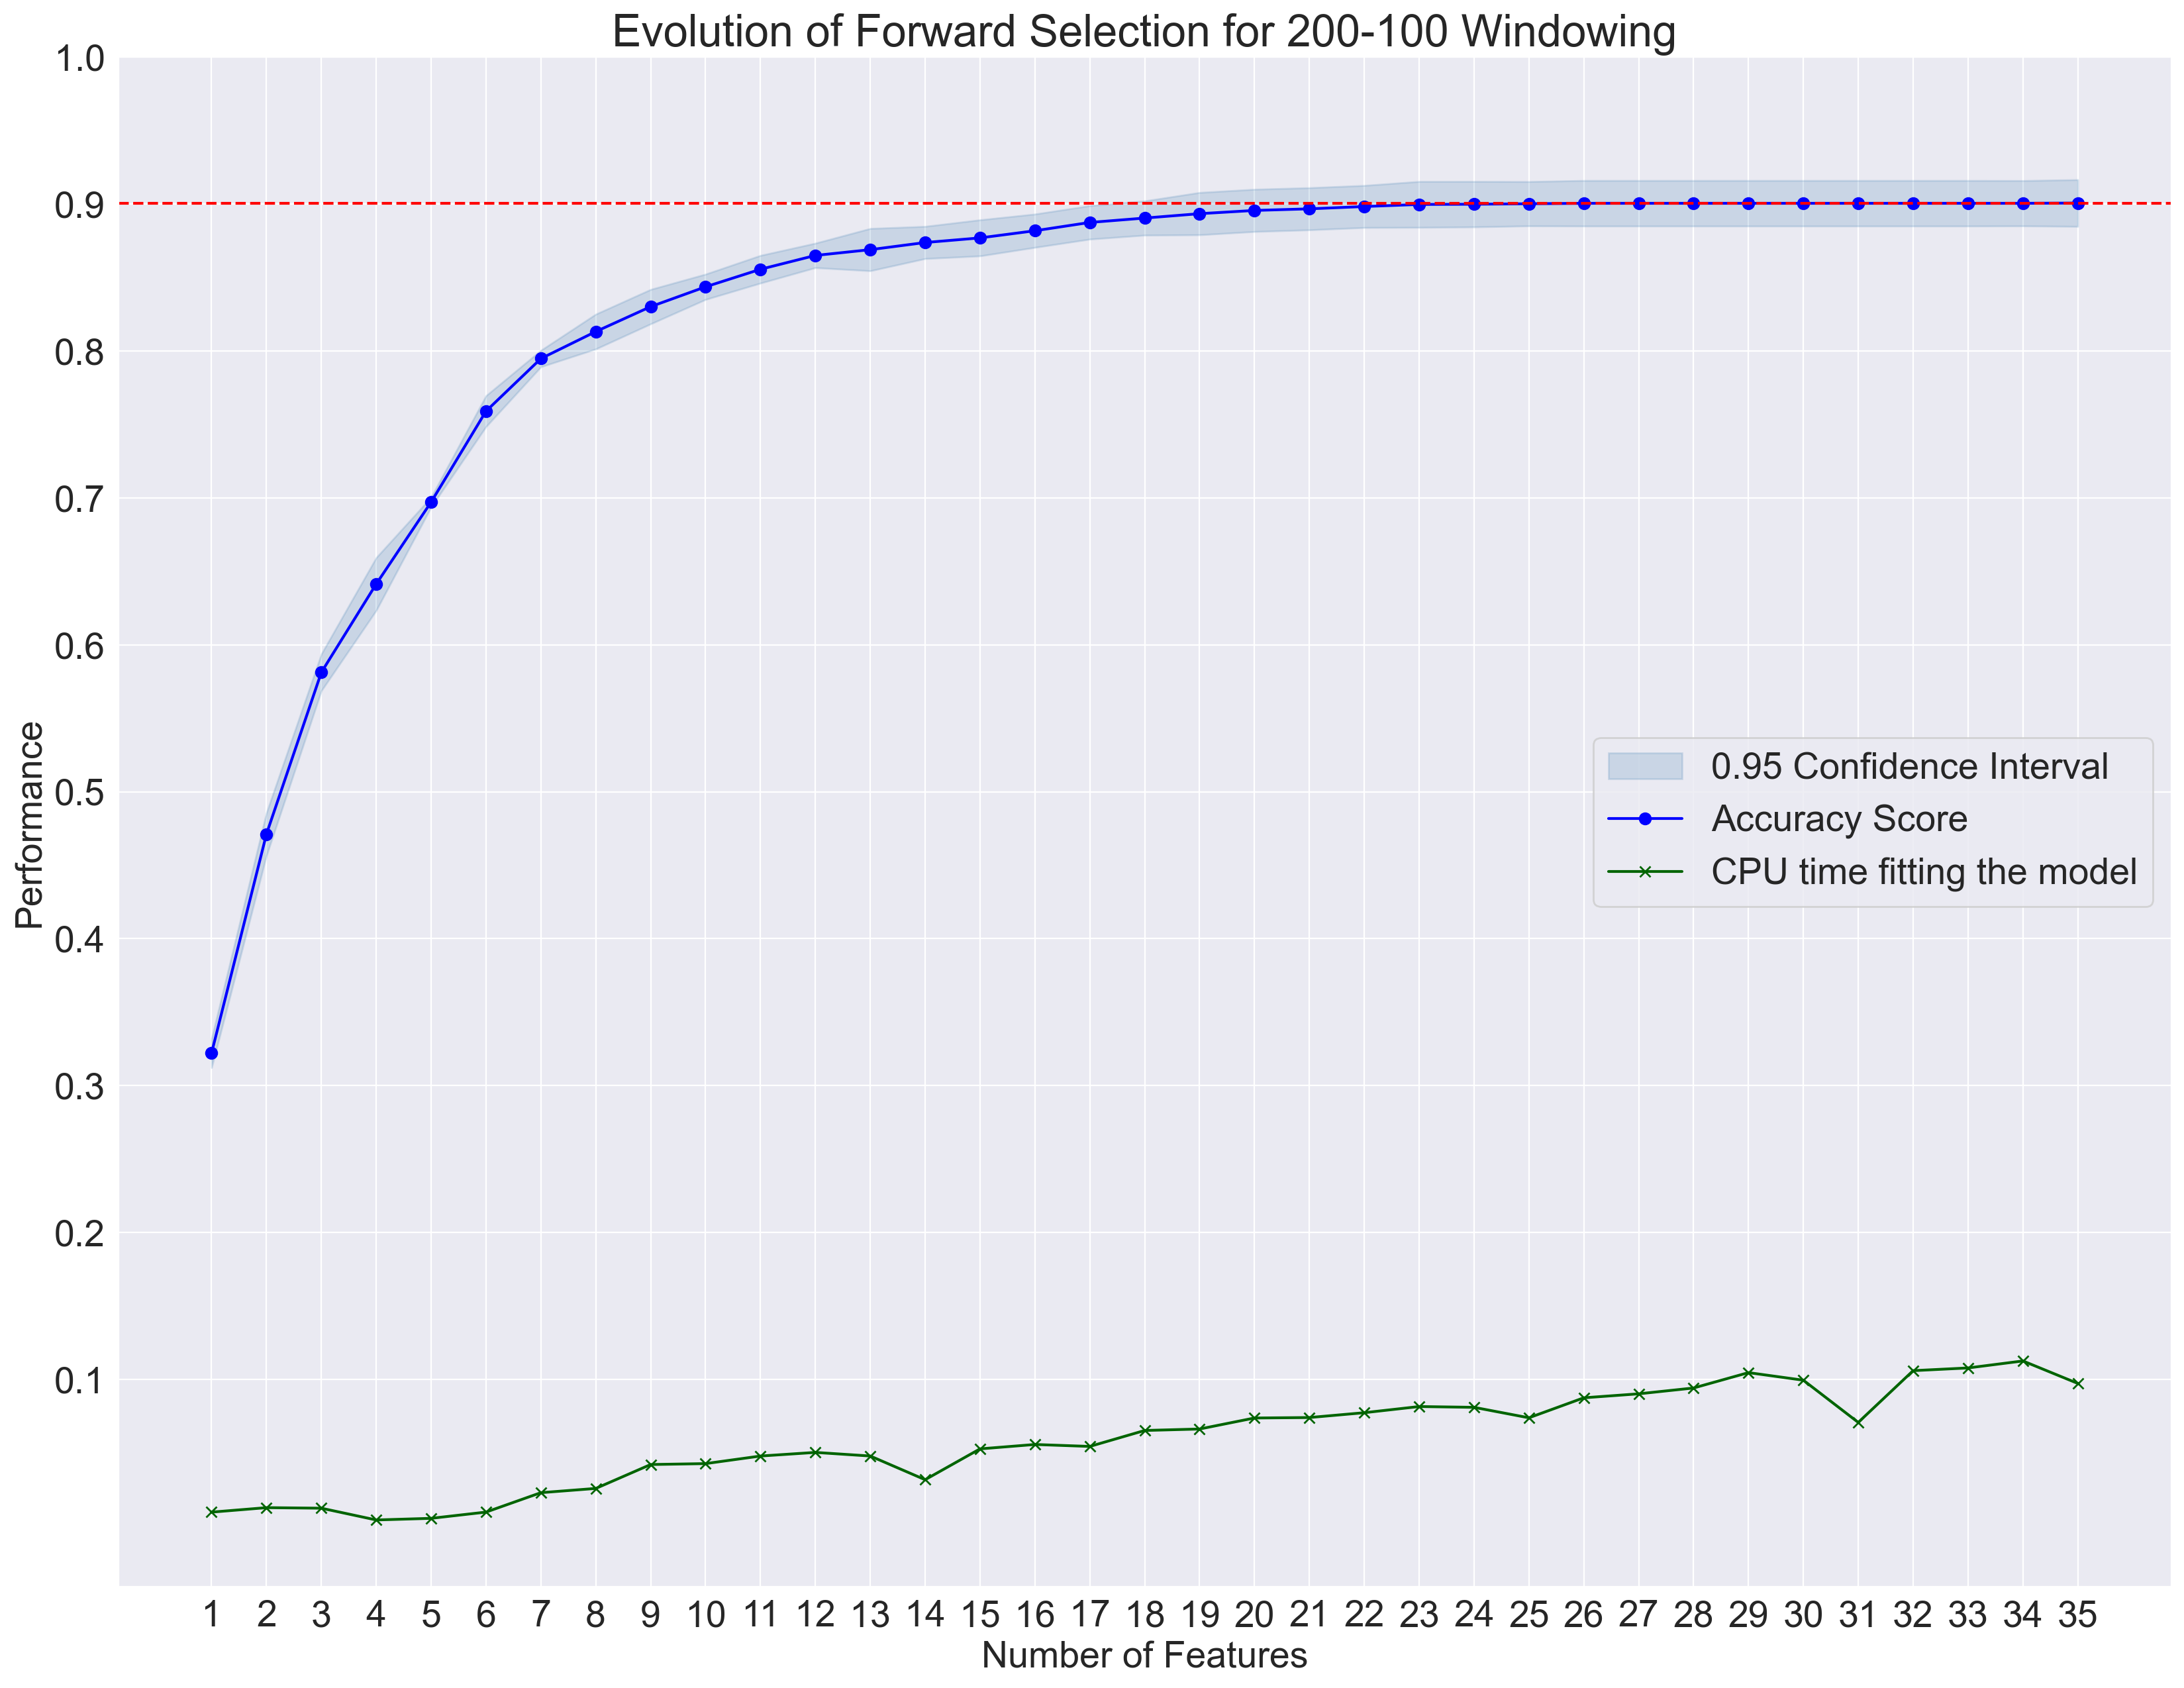 Evolution of Forward Selection for 200-100 Windowing
1.0
0.9
0.8
0.7
0.6
0.5
0.4
0.3
0.2
0.1
Performance
0.95 Confidence Interval
Accuracy Score
CPU time fitting the model
1 2 3 4 5 6 7 8 9 10 11 12 13 14 15 16 17 18 19 20 21 22 23 24 25 26 27 28 29 30 31 32 33 34 35
Number of Features